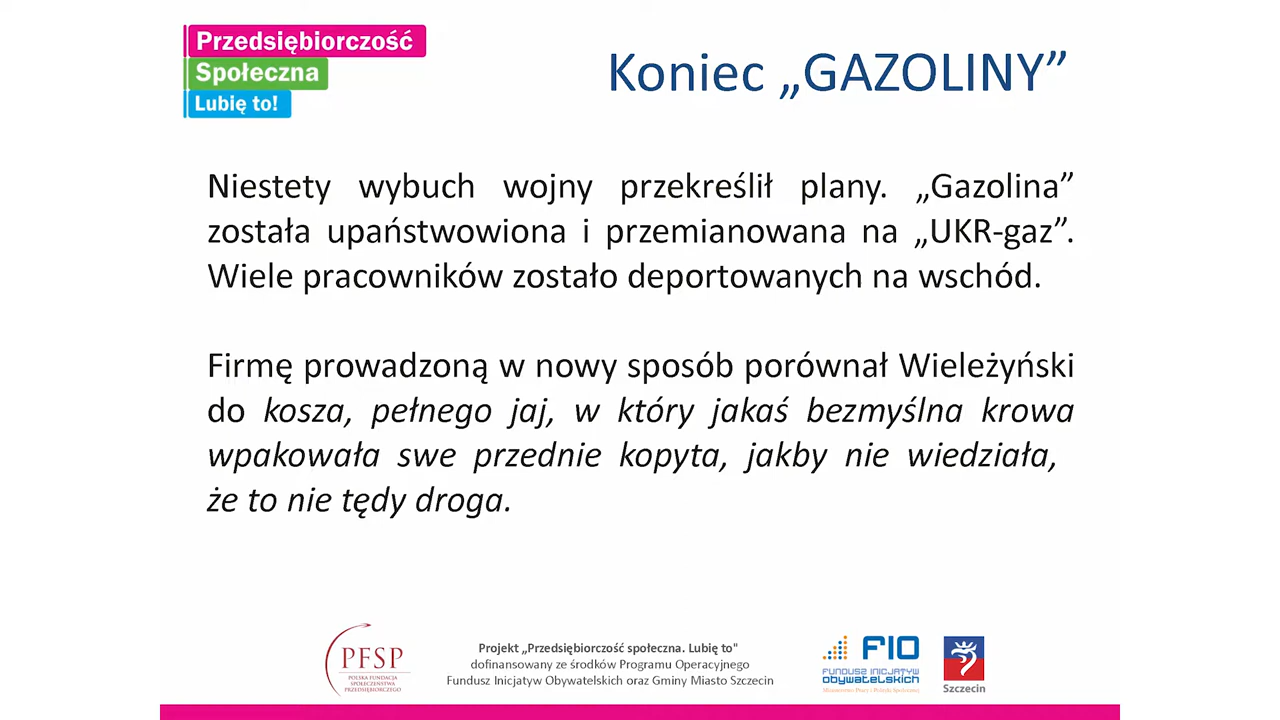 Przedsiębiorczość
Społeczna
Lubię to!
Koniec „GAZOLINY”
Niestety wybuch wojny przekreślił plany. „Gazolina”
została upaństwowiona i przemianowana na „UKR-gaz”.
Wiele pracowników zostało deportowanych na wschód.
Firmę prowadzoną w nowy sposób porównał Wieleżyński
do kosza, pełnego jaj, w który jakaś bezmyślna krowa
wpakowała swe przednie kopyta, jakby nie wiedziała,
że to nie tędy droga.
PFSP
POLSKA FUNDACJA
SPOŁECZEŃSTWA
PRZEDSIĘBIORCZEGO
Projekt „Przedsiębiorczość społeczna. Lubię to"
dofinansowany ze środków Programu Operacyjnego
Fundusz Inicjatyw Obywatelskich oraz Gminy Miasto Szczecin
FIO
FUNDUSZ INICJATYW
OBYWATELSKICH
Ministerstwo Pracy i Polityki Społecznej
Szczecin